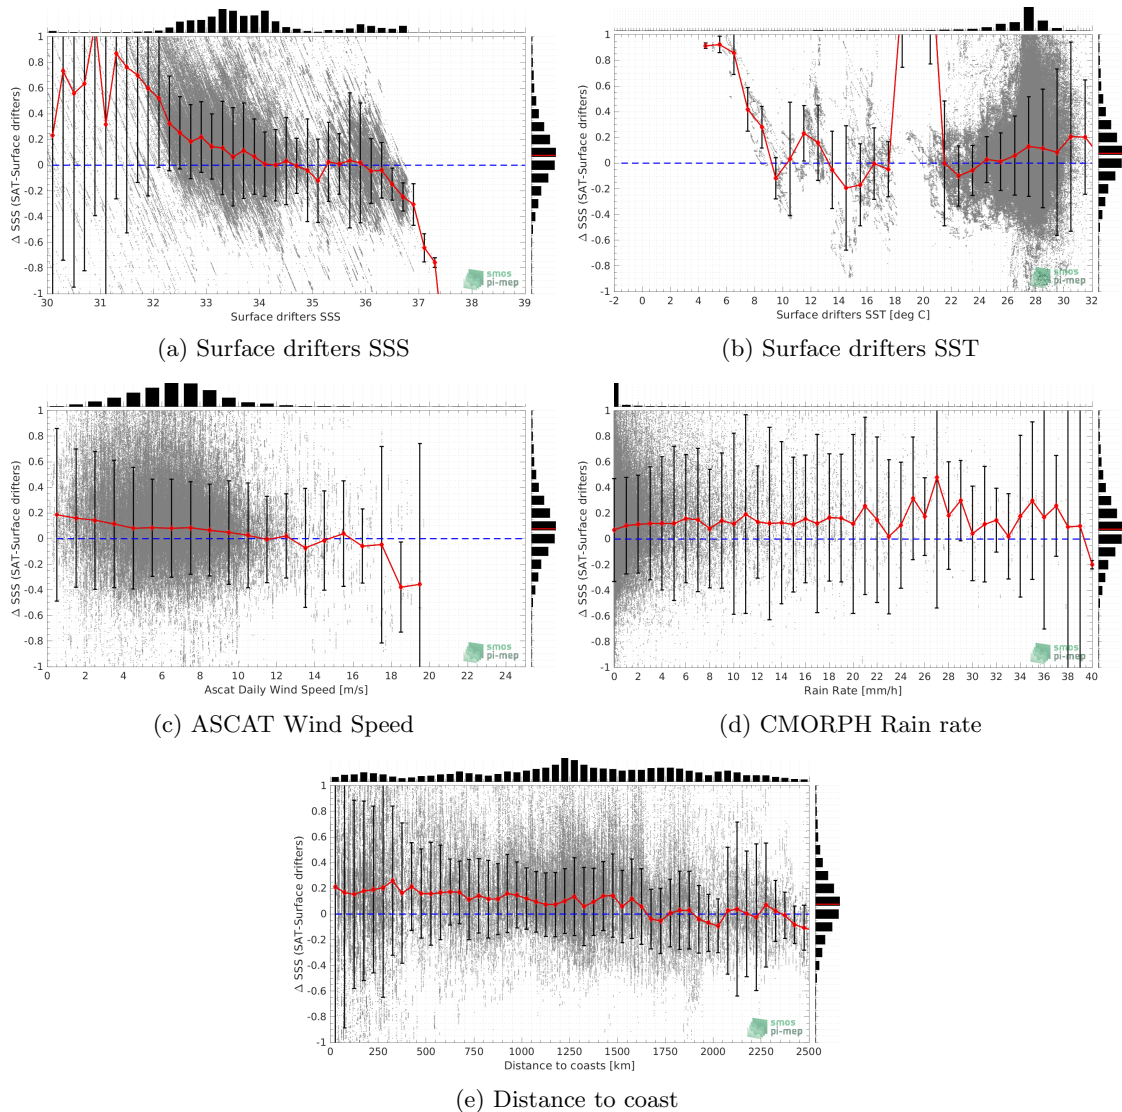 Δ SSS (SAT-Surface drifters)
1
0.8
0.6
0.4
0.2
0
-0.2
-0.4
-0.6
-0.8
-1
30 31 32 33 34 35 36 37 38 39
Surface drifters SSS
smos
pi-mep
(a) Surface drifters SSS
Δ SSS (SAT-Surface drifters)
1
0.8
0.6
0.4
0.2
0
-0.2
-0.4
-0.6
-0.8
-1
-2 0 2 4 6 8 10 12 14 16 18 20 22 24 26 28 30 32
Surface drifters SST [deg C]
smos
pi-mep
(b) Surface drifters SST
Δ SSS (SAT-Surface drifters)
1
0.8
0.6
0.4
0.2
0
-0.2
-0.4
-0.6
-0.8
-1
0 2 4 6 8 10 12 14 16 18 20 22 24
Ascat Daily Wind Speed [m/s]
smos
pi-mep
(c) ASCAT Wind Speed
Δ SSS (SAT-Surface drifters)
1
0.8
0.6
0.4
0.2
0
-0.2
-0.4
-0.6
-0.8
-1
0 2 4 6 8 10 12 14 16 18 20 22 24 26 28 30 32 34 36 38 40
Rain Rate [mm/h]
smos
pi-mep
(d) CMORPH Rain rate
Δ SSS (SAT-Surface drifters)
1
0.8
0.6
0.4
0.2
0
-0.2
-0.4
-0.6
-0.8
-1
0 250 500 750 1000 1250 1500 1750 2000 2250 2500
Distance to coasts [km]
smos
pi-mep
(e) Distance to coast